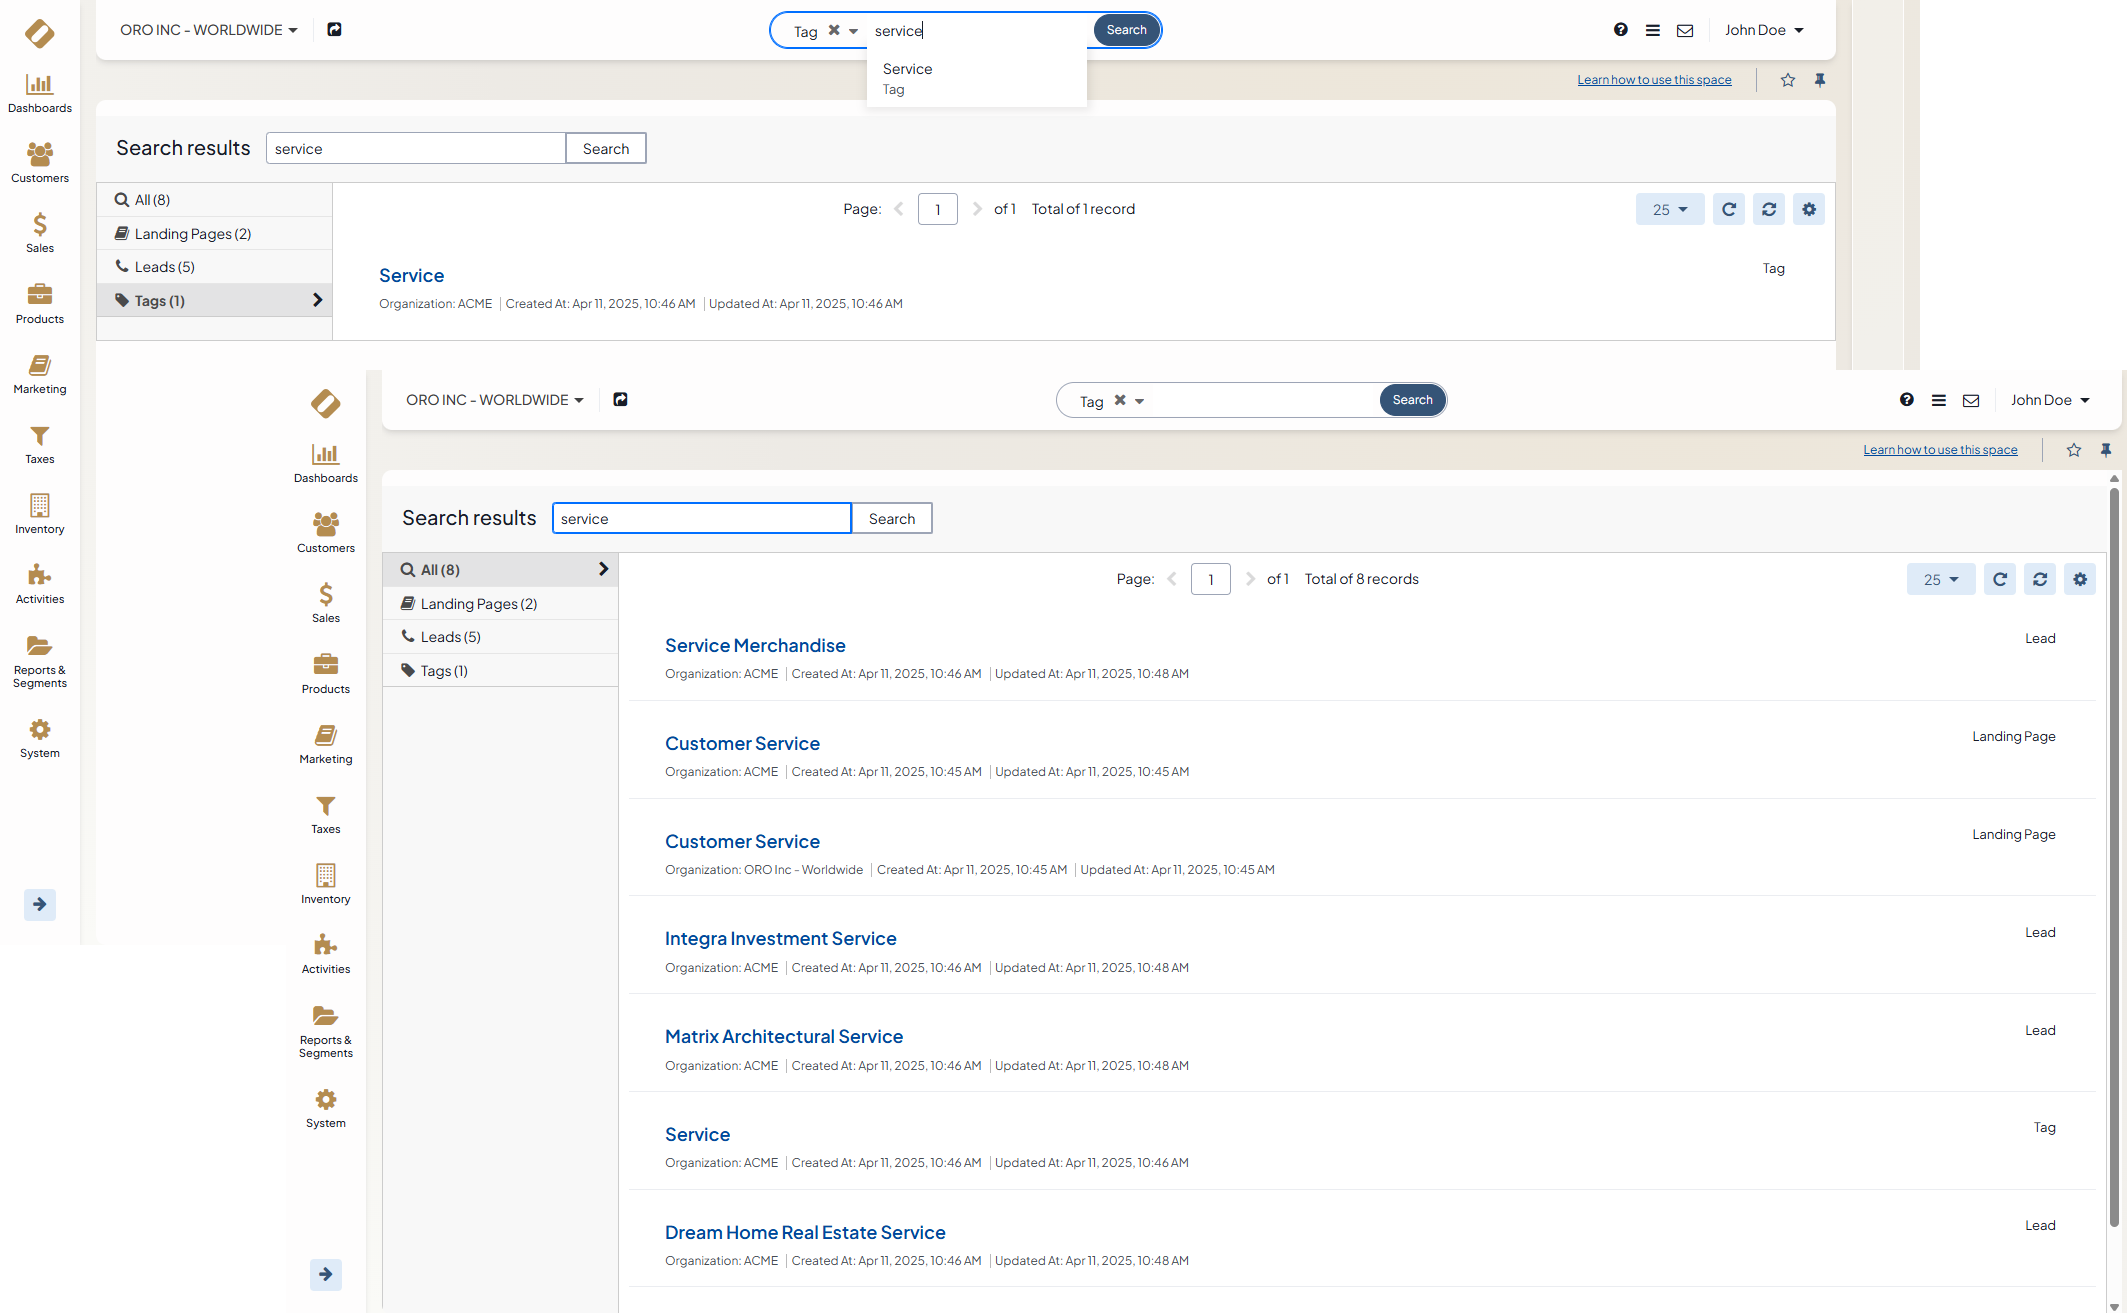 ORO INC - WORLDWIDE
Tag
service
Search
John Doe
Service
Tag
Learn how to use this space
Dashboards
Customers
Sales
Products
Marketing
Taxes
Inventory
Activities
Reports &
Segments
System
Search results
service
Search
All (8)
Landing Pages (2)
Leads (5)
Tags (1)
Page: 1 of 1 Total of 1 record
25
Service
Tag
Organization: ACME Created At: Apr 11, 2025, 10:46 AM Updated At: Apr 11, 2025, 10:46 AM
ORO INC - WORLDWIDE
Tag
Search
John Doe
Learn how to use this space
Dashboards
Customers
Sales
Products
Marketing
Taxes
Inventory
Activities
Reports &
Segments
System
Search results
service
Search
All (8)
Landing Pages (2)
Leads (5)
Tags (1)
Page: 1 of 1 Total of 8 records
25
Service Merchandise
Lead
Organization: ACME Created At: Apr 11, 2025, 10:46 AM Updated At: Apr 11, 2025, 10:48 AM
Customer Service
Landing Page
Organization: ACME Created At: Apr 11, 2025, 10:45 AM Updated At: Apr 11, 2025, 10:45 AM
Customer Service
Landing Page
Organization: ORO Inc - Worldwide Created At: Apr 11, 2025, 10:45 AM Updated At: Apr 11, 2025, 10:45 AM
Integra Investment Service
Lead
Organization: ACME Created At: Apr 11, 2025, 10:46 AM Updated At: Apr 11, 2025, 10:48 AM
Matrix Architectural Service
Lead
Organization: ACME Created At: Apr 11, 2025, 10:46 AM Updated At: Apr 11, 2025, 10:48 AM
Service
Tag
Organization: ACME Created At: Apr 11, 2025, 10:46 AM Updated At: Apr 11, 2025, 10:46 AM
Dream Home Real Estate Service
Lead
Organization: ACME Created At: Apr 11, 2025, 10:46 AM Updated At: Apr 11, 2025, 10:48 AM